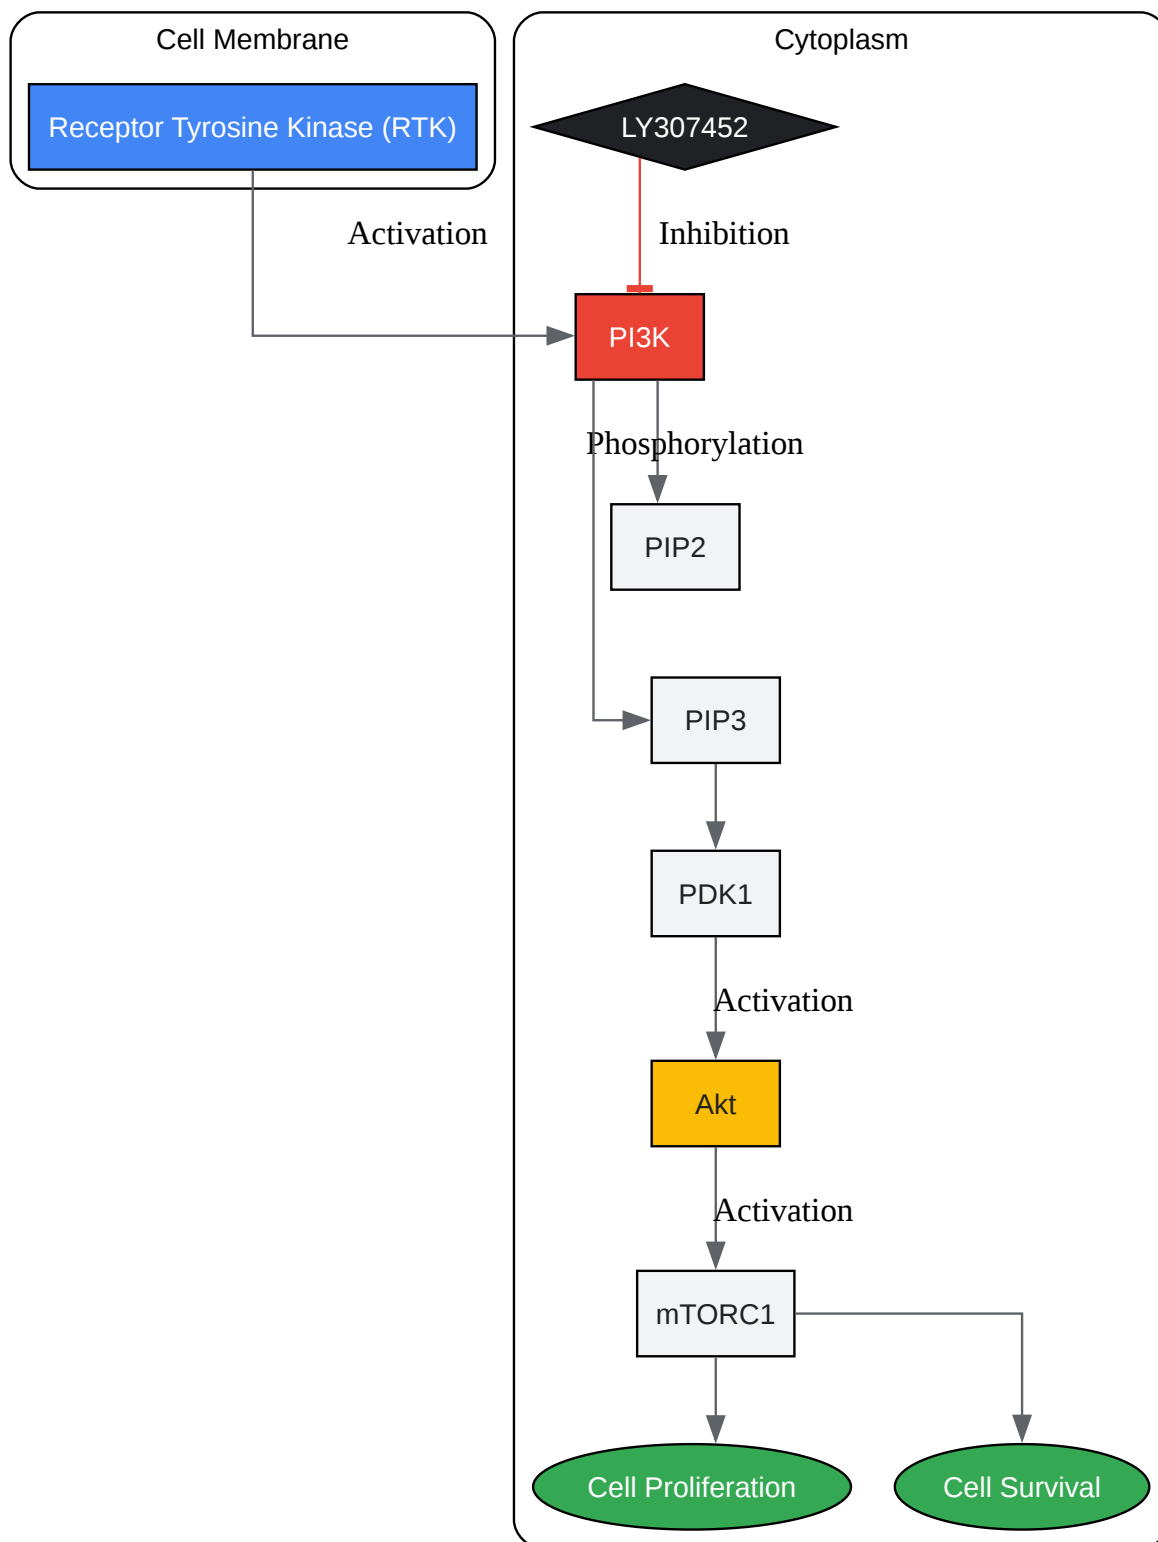 Cell Membrane
Cytoplasm
Receptor Tyrosine Kinase (RTK)
LY307452
Activation
Inhibition
PI3K
Phosphorylation
PIP2
PIP3
PDK1
Activation
Akt
Activation
mTORC1
Cell Proliferation
Cell Survival